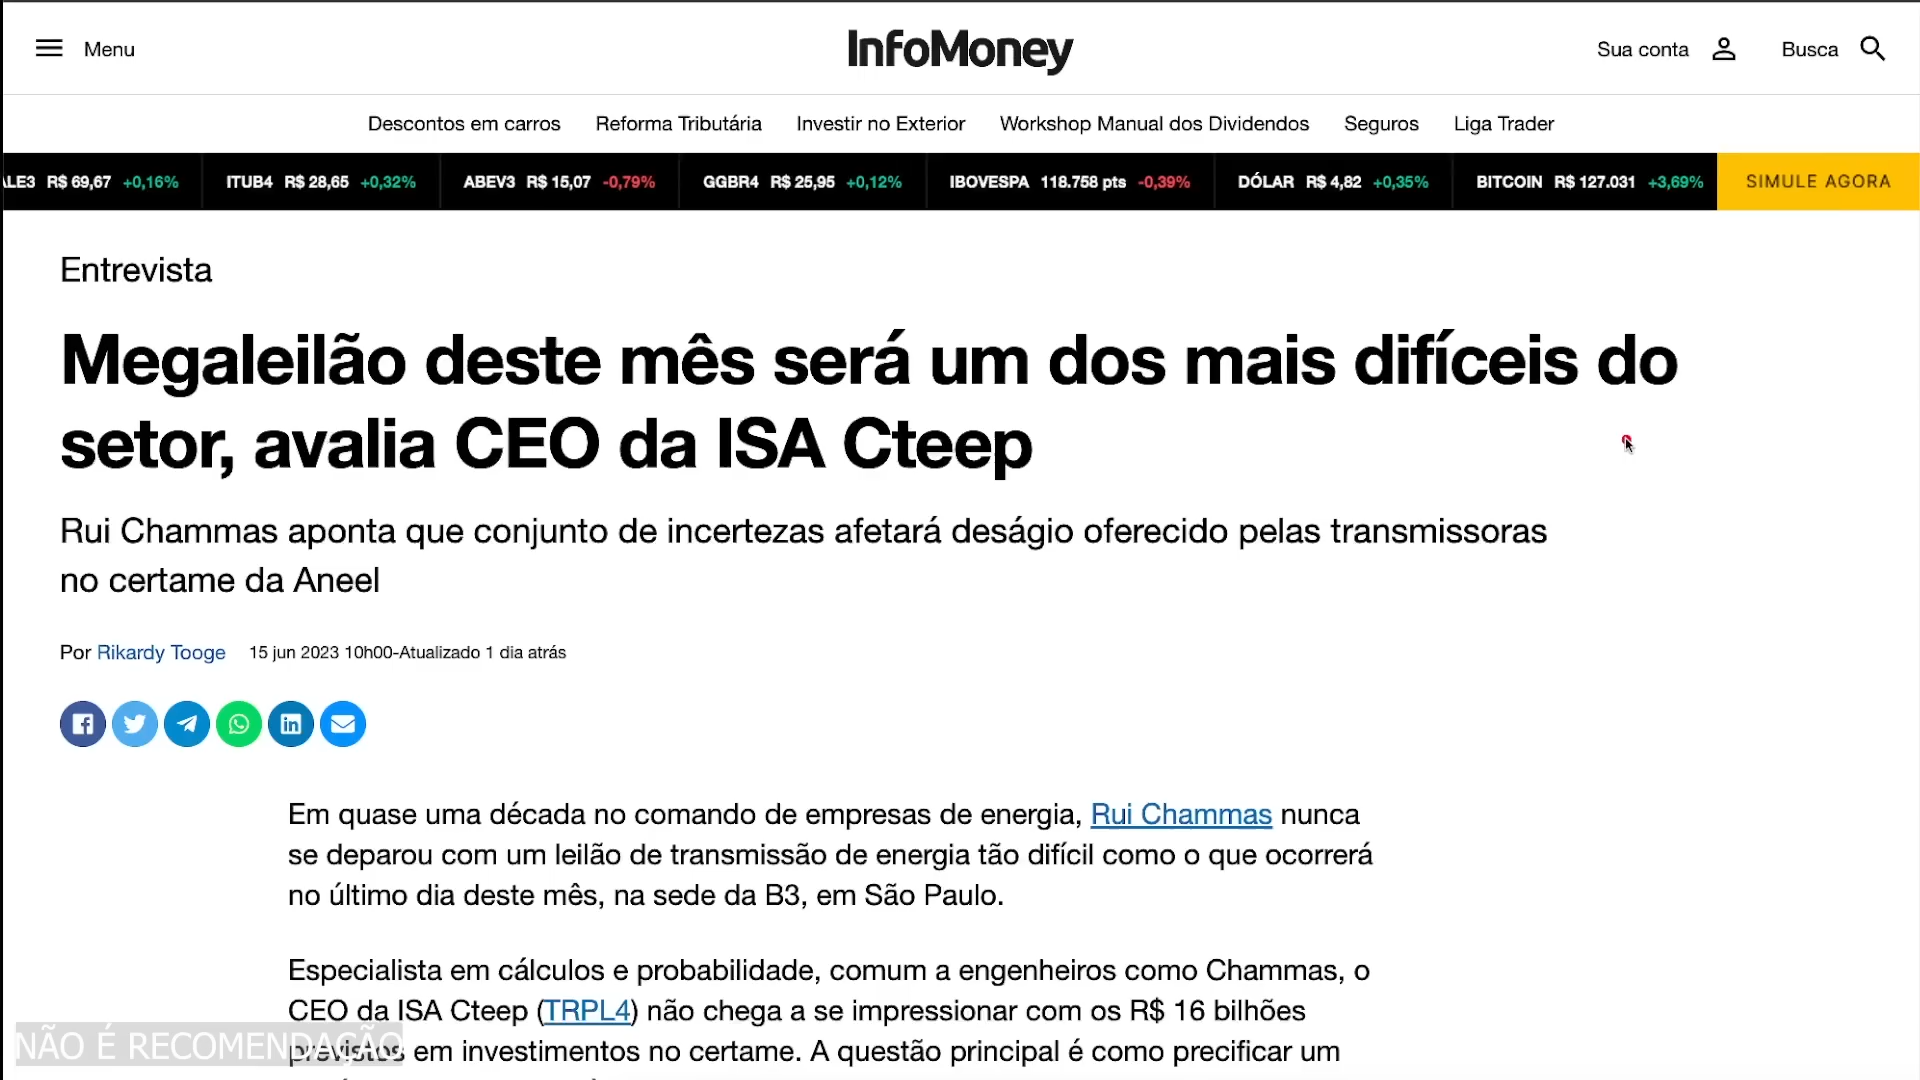 Menu
InfoMoney
Sua conta
Busca
Descontos em carros
Reforma Tributária
Investir no Exterior
Workshop Manual dos Dividendos
Seguros
Liga Trader
ALE3 R$ 69,67 +0,16%
ITUB4 R$ 28,65 +0,32%
ABEV3 R$ 15,07 -0,79%
GGBR4 R$ 25,95 +0,12%
IBOVESPA 118.758 pts -0,39%
DÓLAR R$ 4,82 +0,35%
BITCOIN R$ 127.031 +3,69%
SIMULE AGORA
Entrevista
Megaleilão deste mês será um dos mais difíceis do
setor, avalia CEO da ISA Cteep
Rui Chammas aponta que conjunto de incertezas afetará deságio oferecido pelas transmissoras
no certame da Aneel
Por Rikardy Tooge 15 jun 2023 10h00-Atualizado 1 dia atrás
Em quase uma década no comando de empresas de energia, Rui Chammas nunca
se deparou com um leilão de transmissão de energia tão difícil como o que ocorrerá
no último dia deste mês, na sede da B3, em São Paulo.
Especialista em cálculos e probabilidade, comum a engenheiros como Chammas, o
CEO da ISA Cteep (TRPL4) não chega a se impressionar com os R$ 16 bilhões
previstos em investimentos no certame. A questão principal é como precificar um
NÃO É RECOMENDAÇÃO